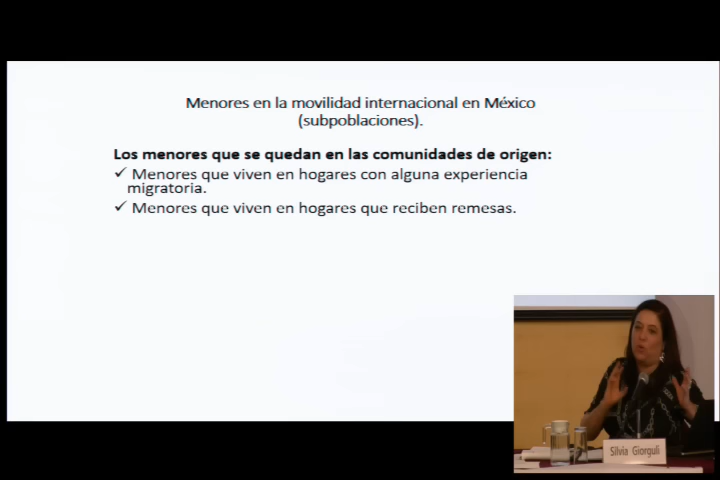 Menores en la movilidad internacional en México
(subpoblaciones).
Los menores que se quedan en las comunidades de origen:
✓ Menores que viven en hogares con alguna experiencia
migratoria.
✓ Menores que viven en hogares que reciben remesas.
Silvia Giorguli